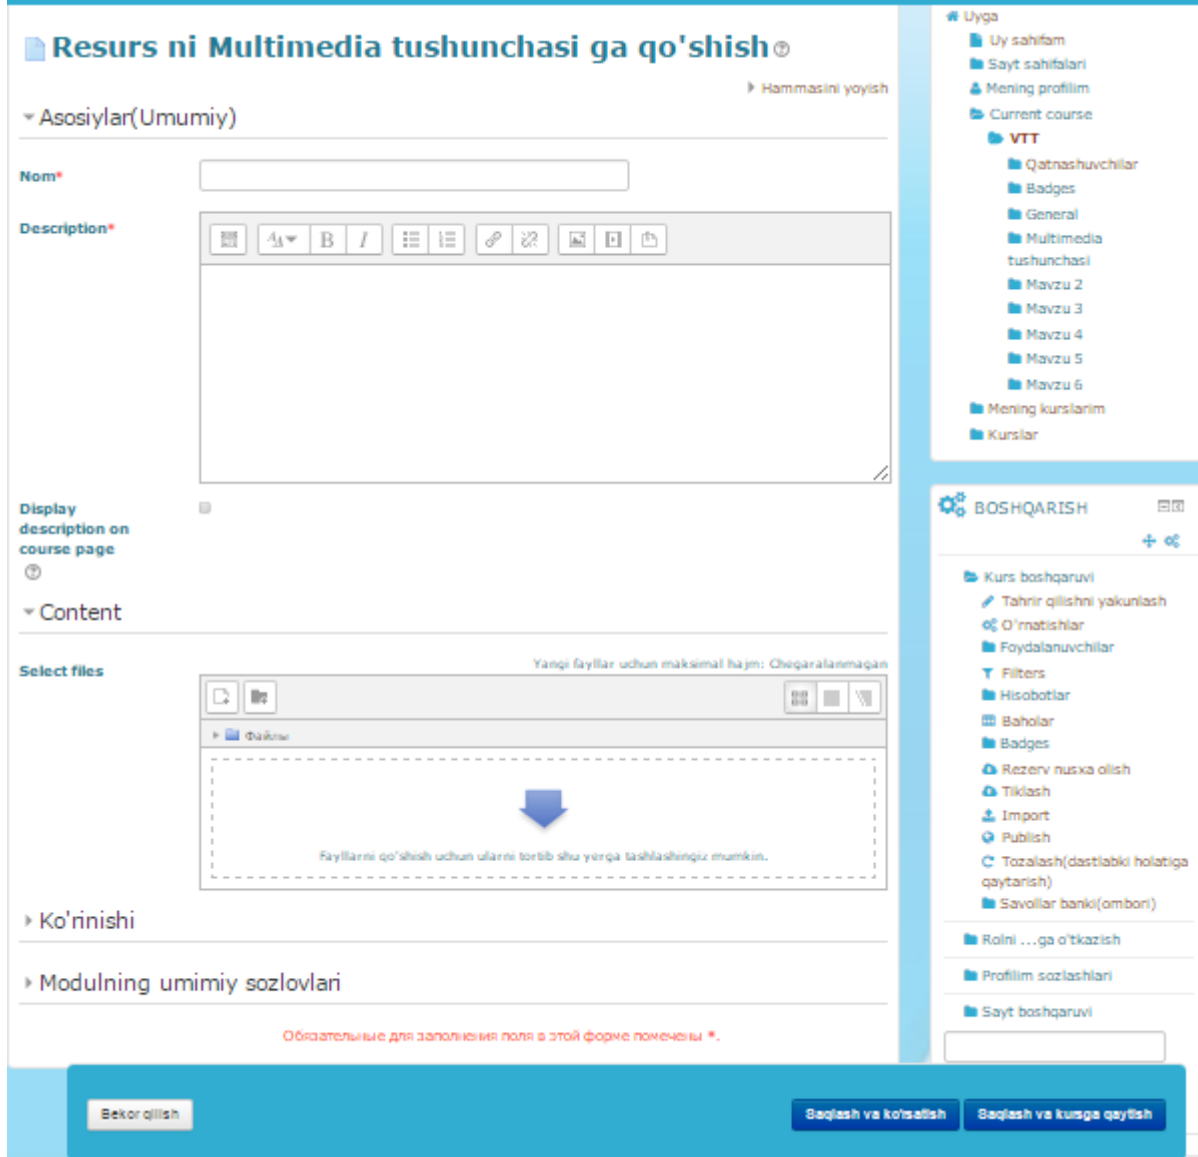 Resurs ni Multimedia tushunchasi ga qo'shish
Hammasini yoyish
Asosiylar(Umumiy)
Nom*
Description*
Display
description on
course page
Content
Select files
Yangi fayllar uchun maksimal hajm: Chegaralanmagan
Файлы
Fayllarni qo'shish uchun ularni tortib shu yerga tashlashingiz mumkin.
Ko'rinishi
Modulning umimiy sozlovlari
Обязательные для заполнения поля в этой форме помечены *.
Bekor qilish
Saqlash va ko'rsatish
Saqlash va kursga qaytish
Uyga
Uy sahifam
Sayt sahifalari
Mening profilim
Current course
VTT
Qatnashuvchilar
Badges
General
Multimedia
tushunchasi
Mavzu 2
Mavzu 3
Mavzu 4
Mavzu 5
Mavzu 6
Mening kurslarim
Kurslar
BOSHQARISH
Kurs boshqaruvi
Tahrir qilishni yakunlash
O'rnatishlar
Foydalanuvchilar
Filters
Hisobotlar
Baholar
Badges
Rezerv nusxa olish
Tiklash
Import
Publish
Tozalash(dastlabki holatiga
qaytarish)
Savollar banki(ombori)
Rolni ...ga o'tkazish
Profilim sozlashlari
Sayt boshqaruvi